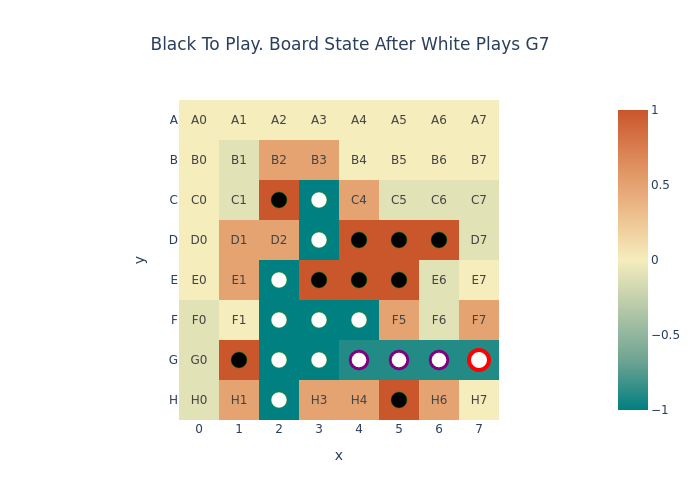 Black To Play. Board State After White Plays G7
A A0 A1 A2 A3 A4 A5 A6 A7
B B0 B1 B2 B3 B4 B5 B6 B7
C C0 C1 C4 C5 C6 C7
D D0 D1 D2 D7
E E0 E1 E6 E7
F F0 F1 F5 F6 F7
G G0
H H0 H1 H3 H4 H6 H7
0 1 2 3 4 5 6 7
x
y
1
0.5
0
−0.5
−1